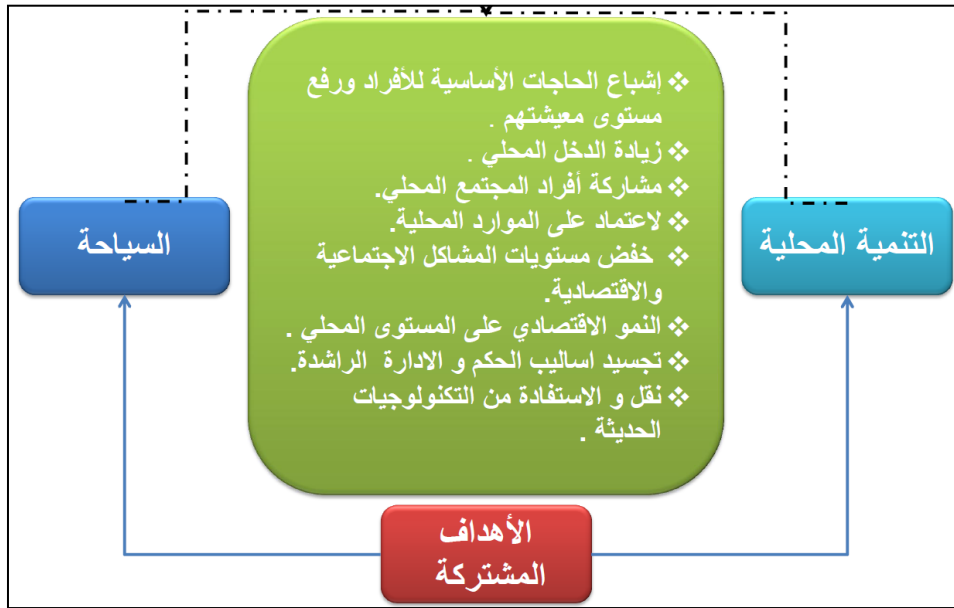 ❖ إشباع الحاجات الأساسية للأفراد ورفع
مستوى معيشتهم .
❖ زيادة الدخل المحلي .
❖ مشاركة أفراد المجتمع المحلي.
❖ لاعتماد على الموارد المحلية.
❖ خفض مستويات المشاكل الاجتماعية
والاقتصادية.
❖ النمو الاقتصادي على المستوى المحلي .
❖ تجسيد اساليب الحكم و الادارة الراشدة.
❖ نقل و الاستفادة من التكنولوجيات
الحديثة .
التنمية المحلية
السياحة
الأهداف
المشتركة